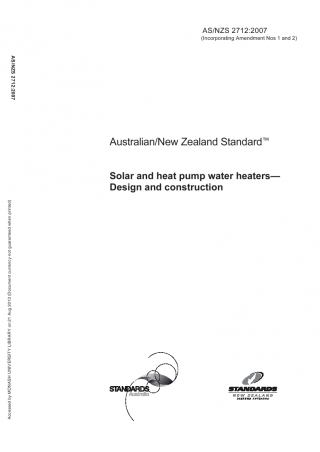 AS/NZS 2712:2007
(Incorporating Amendment Nos 1 and 2)
AS/NZS 2712:2007
Australian/New Zealand Standard™
Solar and heat pump water heaters—
Design and construction
Accessed by MONASH UNIVERSITY LIBRARY on 21 Aug 2013 (Document currency not guaranteed when printed)
STANDARDS
Australia
STANDARDS
NEW ZEALAND